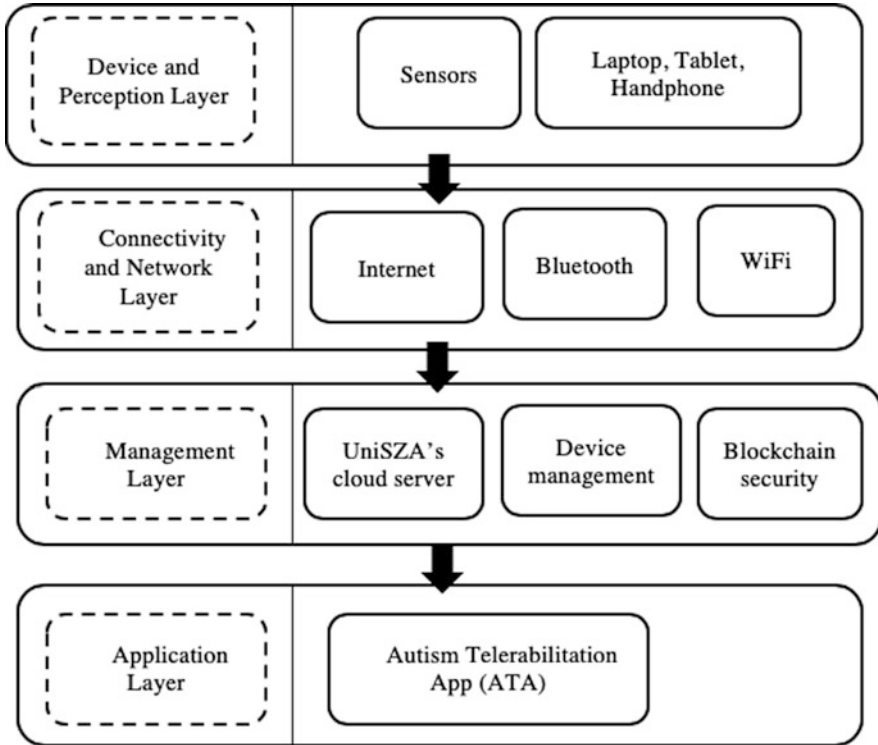 Device and
Perception Layer
Sensors
Laptop, Tablet,
Handphone
Connectivity
and Network
Layer
Internet
Bluetooth
WiFi
Management
Layer
UniSZA's
cloud server
Device
management
Blockchain
security
Application
Layer
Autism Telerabilitation
App (ATA)